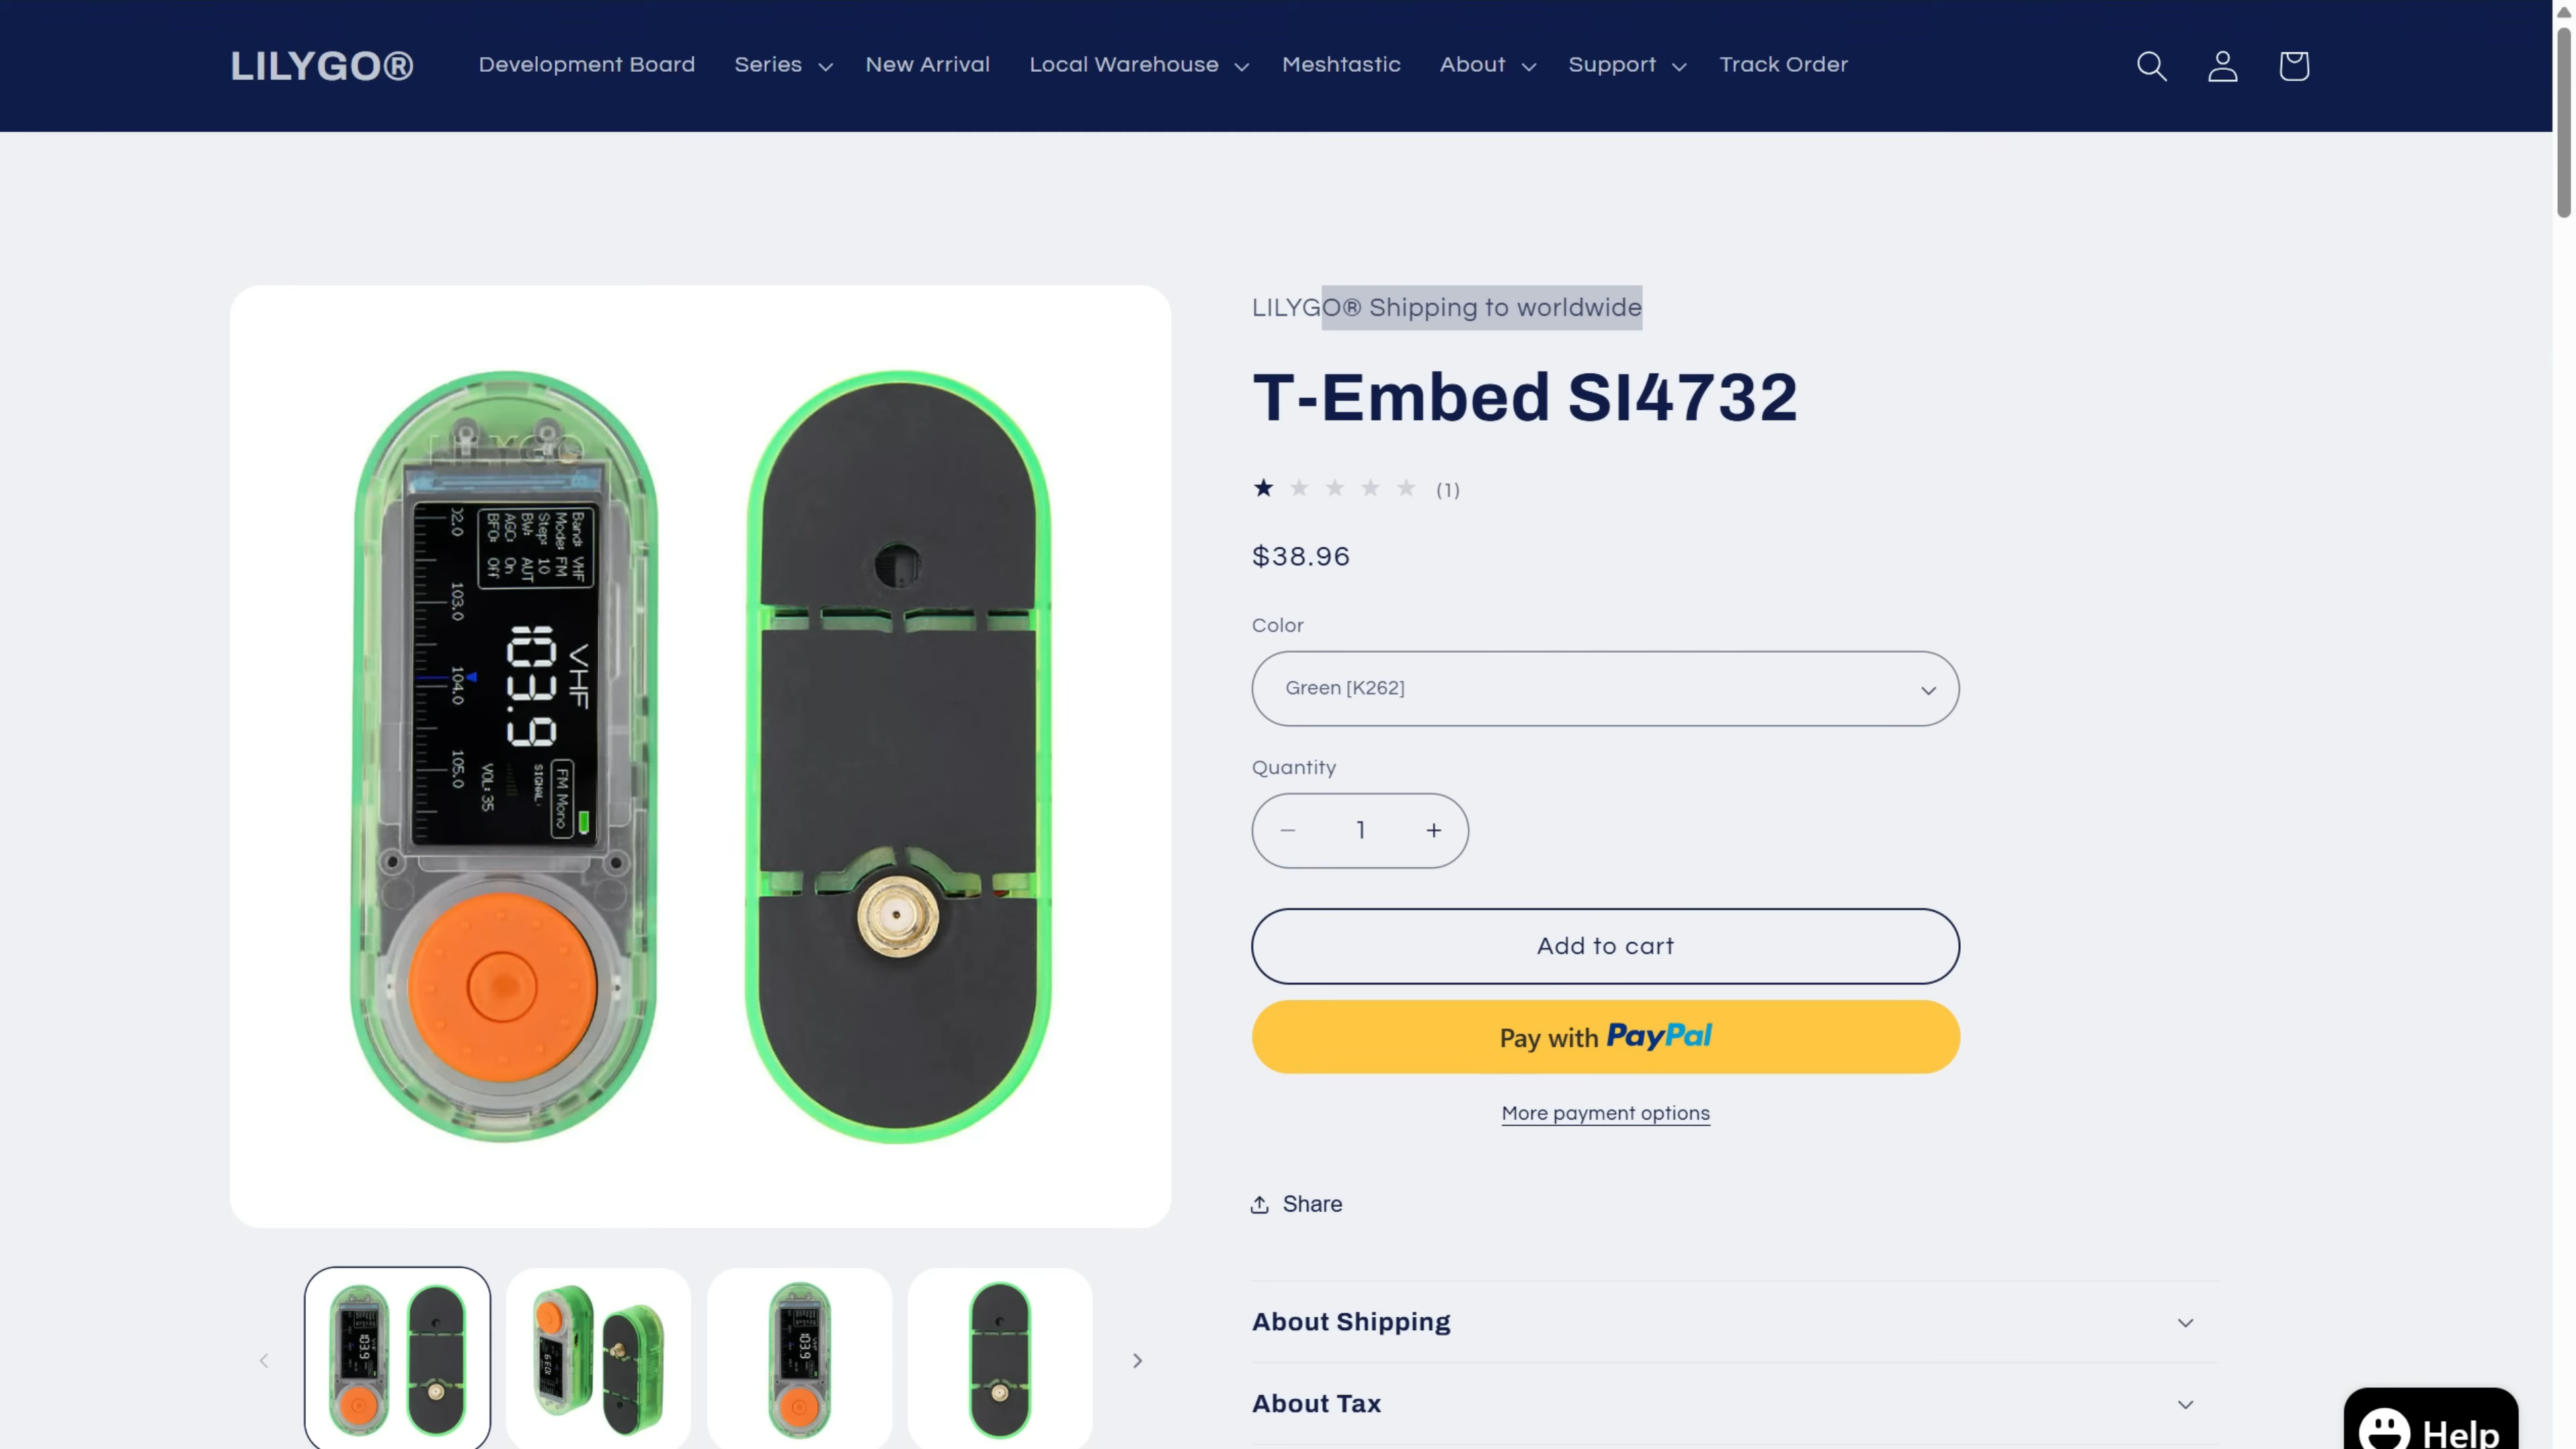 LILYGO®
Development Board
Series
New Arrival
Local Warehouse
Meshtastic
About
Support
Track Order
LILYGO® Shipping to worldwide
T-Embed SI4732
(1)
$38.96
Color
Green [K262]
Quantity
1
Add to cart
Pay with PayPal
More payment options
Share
About Shipping
About Tax
Help
LILYGO
Band: VHF
Mode: FM
Step: 10
BW: AUT
AGC: On
BFO: Off
VHF
103.9
FM Mono
SIGNAL:
VOL: 35
02.0 103.0 104.0 105.0